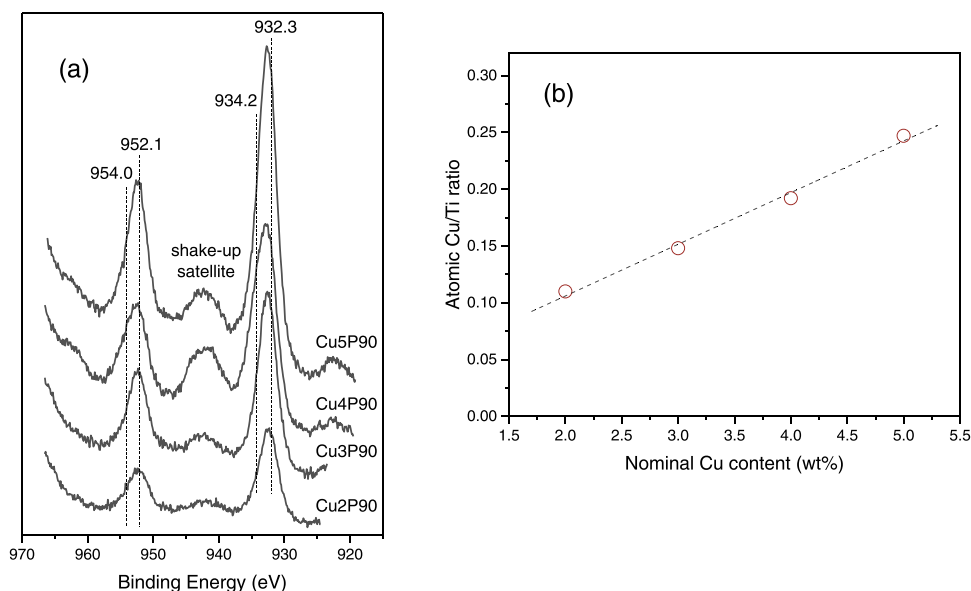 (a)
932.3
934.2
952.1
954.0
shake-up
satellite
Cu5P90
Cu4P90
Cu3P90
Cu2P90
970 960 950 940 930 920
Binding Energy (eV)
(b)
0.30
0.25
0.20
0.15
0.10
0.05
0.00
Atomic Cu/Ti ratio
1.5 2.0 2.5 3.0 3.5 4.0 4.5 5.0 5.5
Nominal Cu content (wt%)